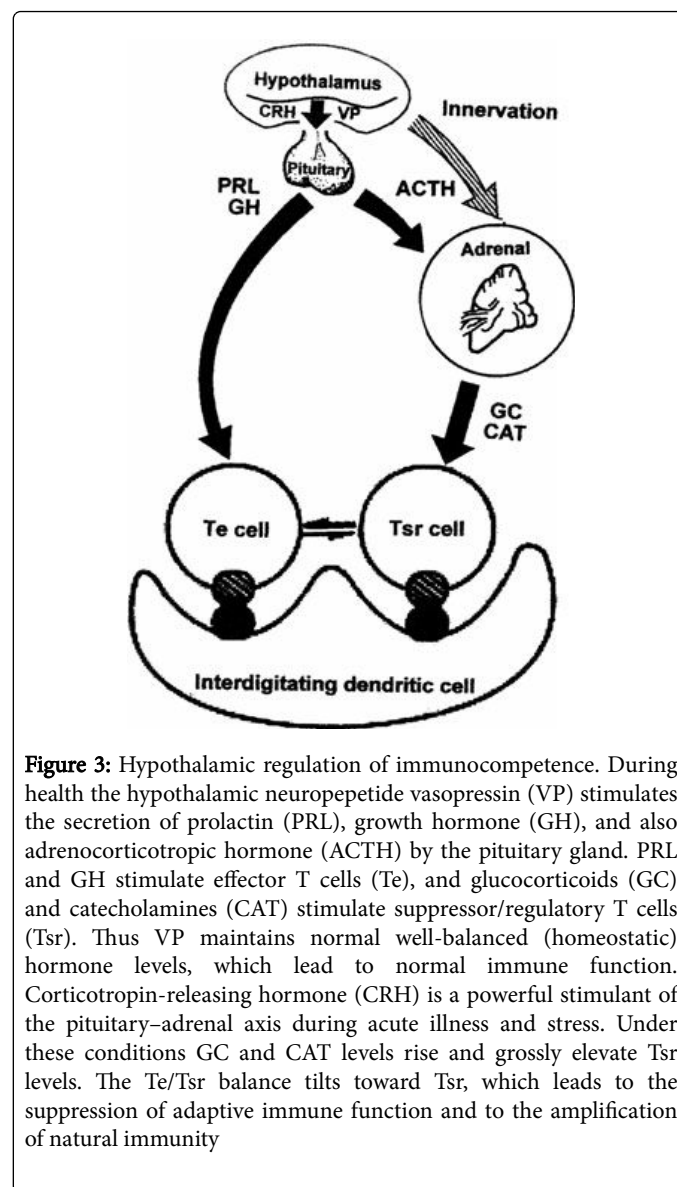 Hypothalamus
CRH VP
Innervation
Pituitary
PRL
GH
ACTH
Adrenal
GC
CAT
Te cell
Tsr cell
Interdigitating dendritic cell
Figure 3: Hypothalamic regulation of immunocompetence. During
health the hypothalamic neuropeptide vasopressin (VP) stimulates
the secretion of prolactin (PRL), growth hormone (GH), and also
adrenocorticotropic hormone (ACTH) by the pituitary gland. PRL
and GH stimulate effector T cells (Te), and glucocorticoids (GC)
and catecholamines (CAT) stimulate suppressor/regulatory T cells
(Tsr). Thus VP maintains normal well-balanced (homeostatic)
hormone levels, which lead to normal immune function.
Corticotropin-releasing hormone (CRH) is a powerful stimulant of
the pituitary–adrenal axis during acute illness and stress. Under
these conditions GC and CAT levels rise and grossly elevate Tsr
levels. The Te/Tsr balance tilts toward Tsr, which leads to the
suppression of adaptive immune function and to the amplification
of natural immunity